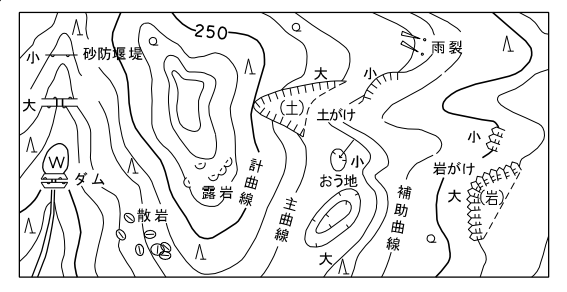 250
小
砂防堰堤
雨裂
大
小
大
(土)
土がけ
小
W
ダム
計曲線
小
岩がけ
おう地
大
(岩)
露岩
主曲線
補助曲線
散岩
大